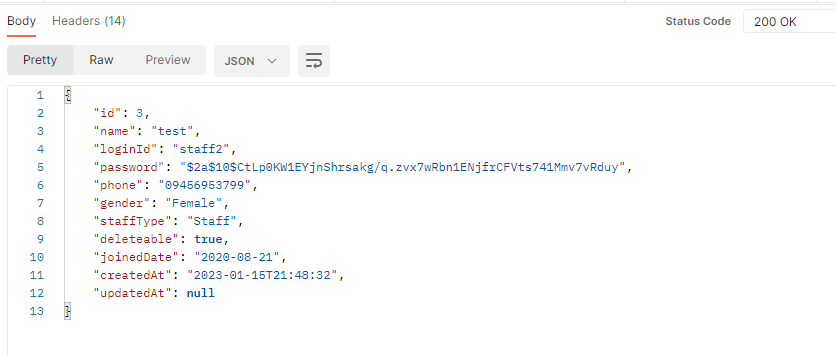 Body Headers (14) Status Code 200 OK
Pretty Raw Preview JSON
1 {
2 "id": 3,
3 "name": "test",
4 "loginId": "staff2",
5 "password": "$2a$10$CtLp0KW1EYjnShrsakg/q.zvx7wRbn1ENjfrCFVts741Mmv7vRduy",
6 "phone": "09456953799",
7 "gender": "Female",
8 "staffType": "Staff",
9 "deleteable": true,
10 "joinedDate": "2020-08-21",
11 "createdAt": "2023-01-15T21:48:32",
12 "updatedAt": null
13 }